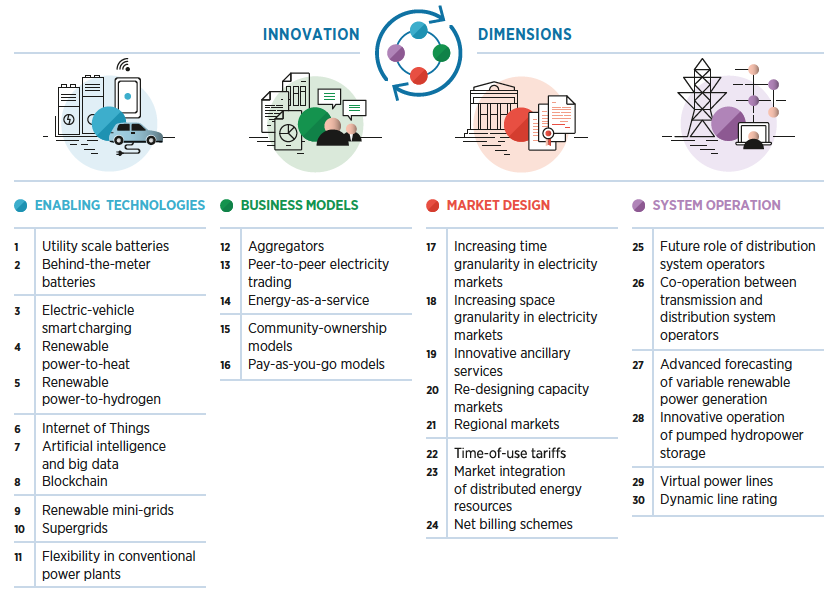 INNOVATION DIMENSIONS
ENABLING TECHNOLOGIES
1 Utility scale batteries
2 Behind-the-meter
batteries
3 Electric-vehicle
smart charging
4 Renewable
power-to-heat
5 Renewable
power-to-hydrogen
6 Internet of Things
7 Artificial intelligence
and big data
8 Blockchain
9 Renewable mini-grids
10 Supergrids
11 Flexibility in conventional
power plants
BUSINESS MODELS
12 Aggregators
13 Peer-to-peer electricity
trading
14 Energy-as-a-service
15 Community-ownership
models
16 Pay-as-you-go models
MARKET DESIGN
17 Increasing time
granularity in electricity
markets
18 Increasing space
granularity in electricity
markets
19 Innovative ancillary
services
20 Re-designing capacity
markets
21 Regional markets
22 Time-of-use tariffs
23 Market integration
of distributed energy
resources
24 Net billing schemes
SYSTEM OPERATION
25 Future role of distribution
system operators
26 Co-operation between
transmission and
distribution system
operators
27 Advanced forecasting
of variable renewable
power generation
28 Innovative operation
of pumped hydropower
storage
29 Virtual power lines
30 Dynamic line rating